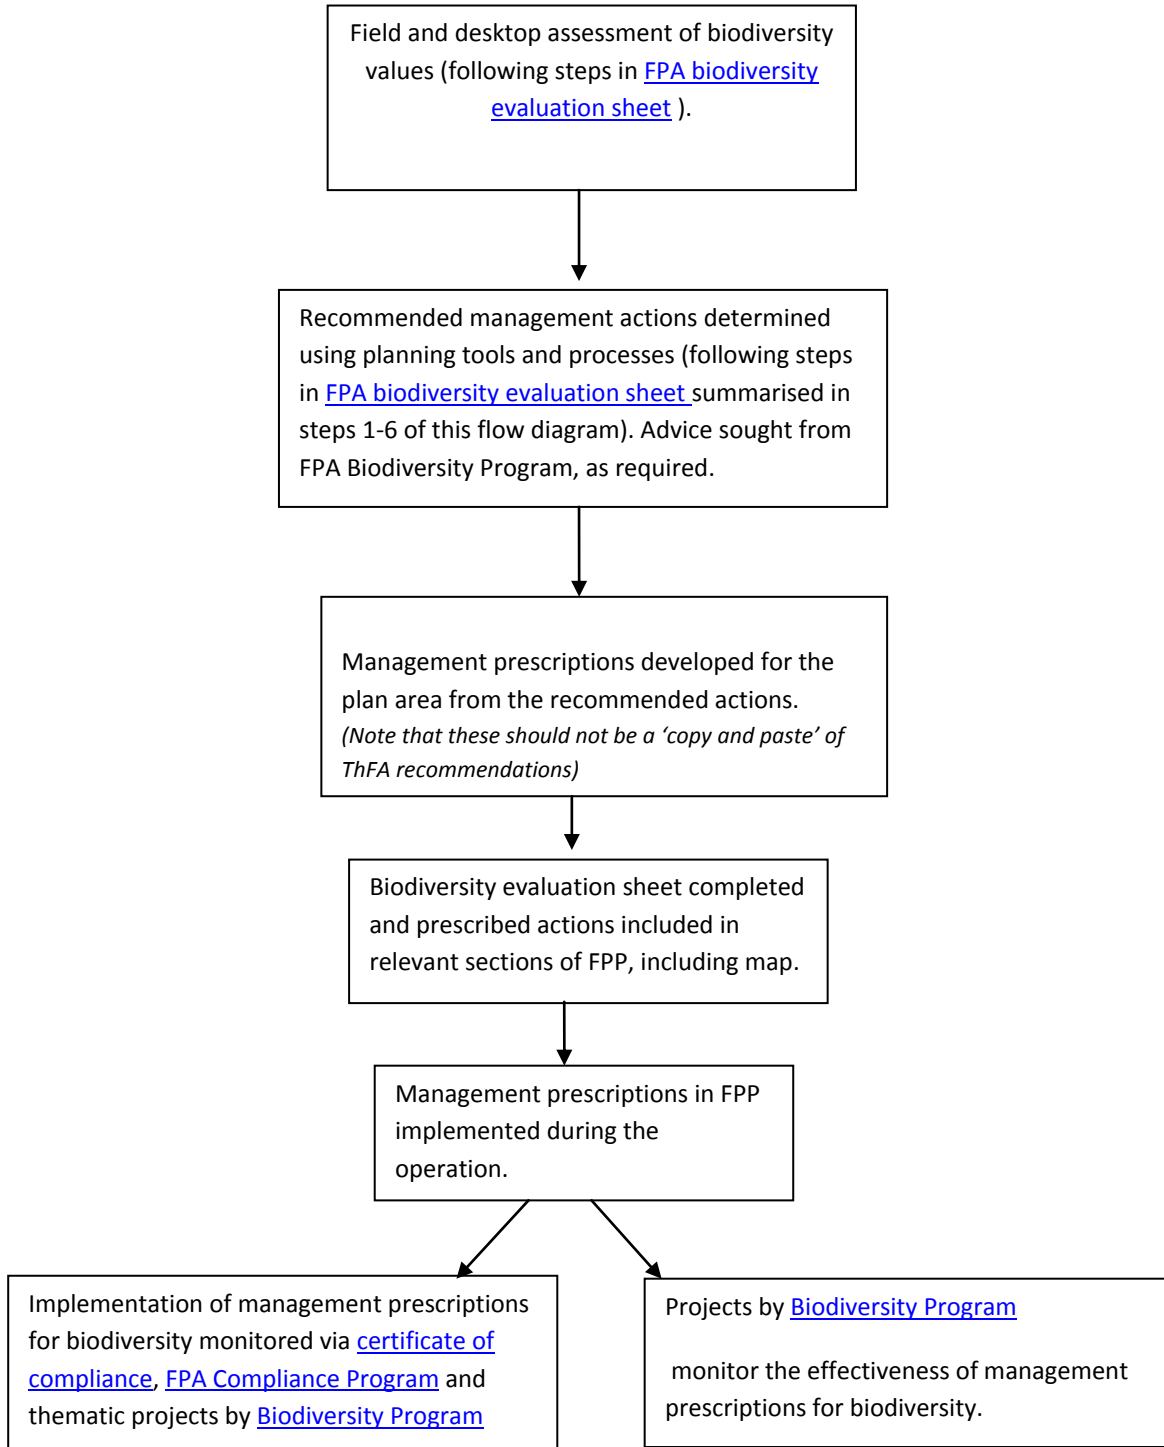 Field and desktop assessment of biodiversity
values (following steps in FPA biodiversity
evaluation sheet ).
Recommended management actions determined
using planning tools and processes (following steps
in FPA biodiversity evaluation sheet summarised in
steps 1-6 of this flow diagram). Advice sought from
FPA Biodiversity Program, as required.
Management prescriptions developed for the
plan area from the recommended actions.
(Note that these should not be a ‘copy and paste’ of
ThFA recommendations)
Biodiversity evaluation sheet completed
and prescribed actions included in
relevant sections of FPP, including map.
Management prescriptions in FPP
implemented during the
operation.
Implementation of management prescriptions
for biodiversity monitored via certificate of
compliance, FPA Compliance Program and
thematic projects by Biodiversity Program
Projects by Biodiversity Program
monitor the effectiveness of management
prescriptions for biodiversity.